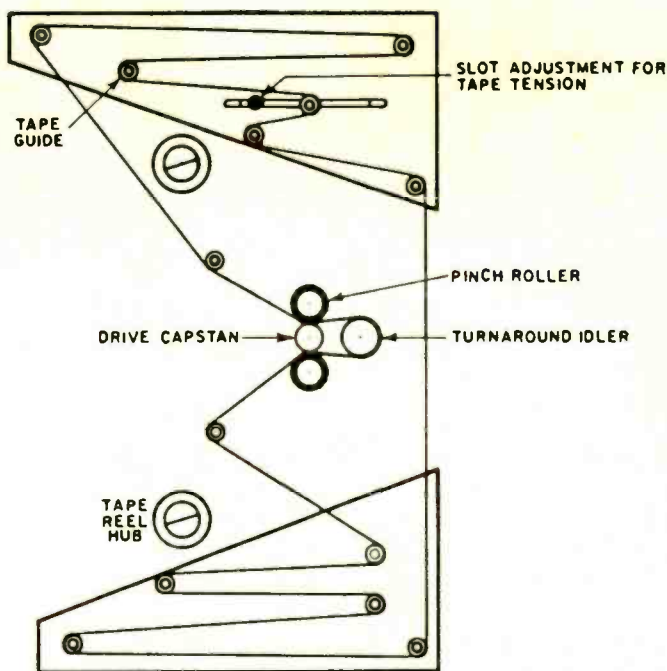 SLOT ADJUSTMENT FOR
TAPE TENSION
TAPE
GUIDE
PINCH ROLLER
DRIVE CAPSTAN
TURNAROUND IDLER
TAPE
REEL
HUB